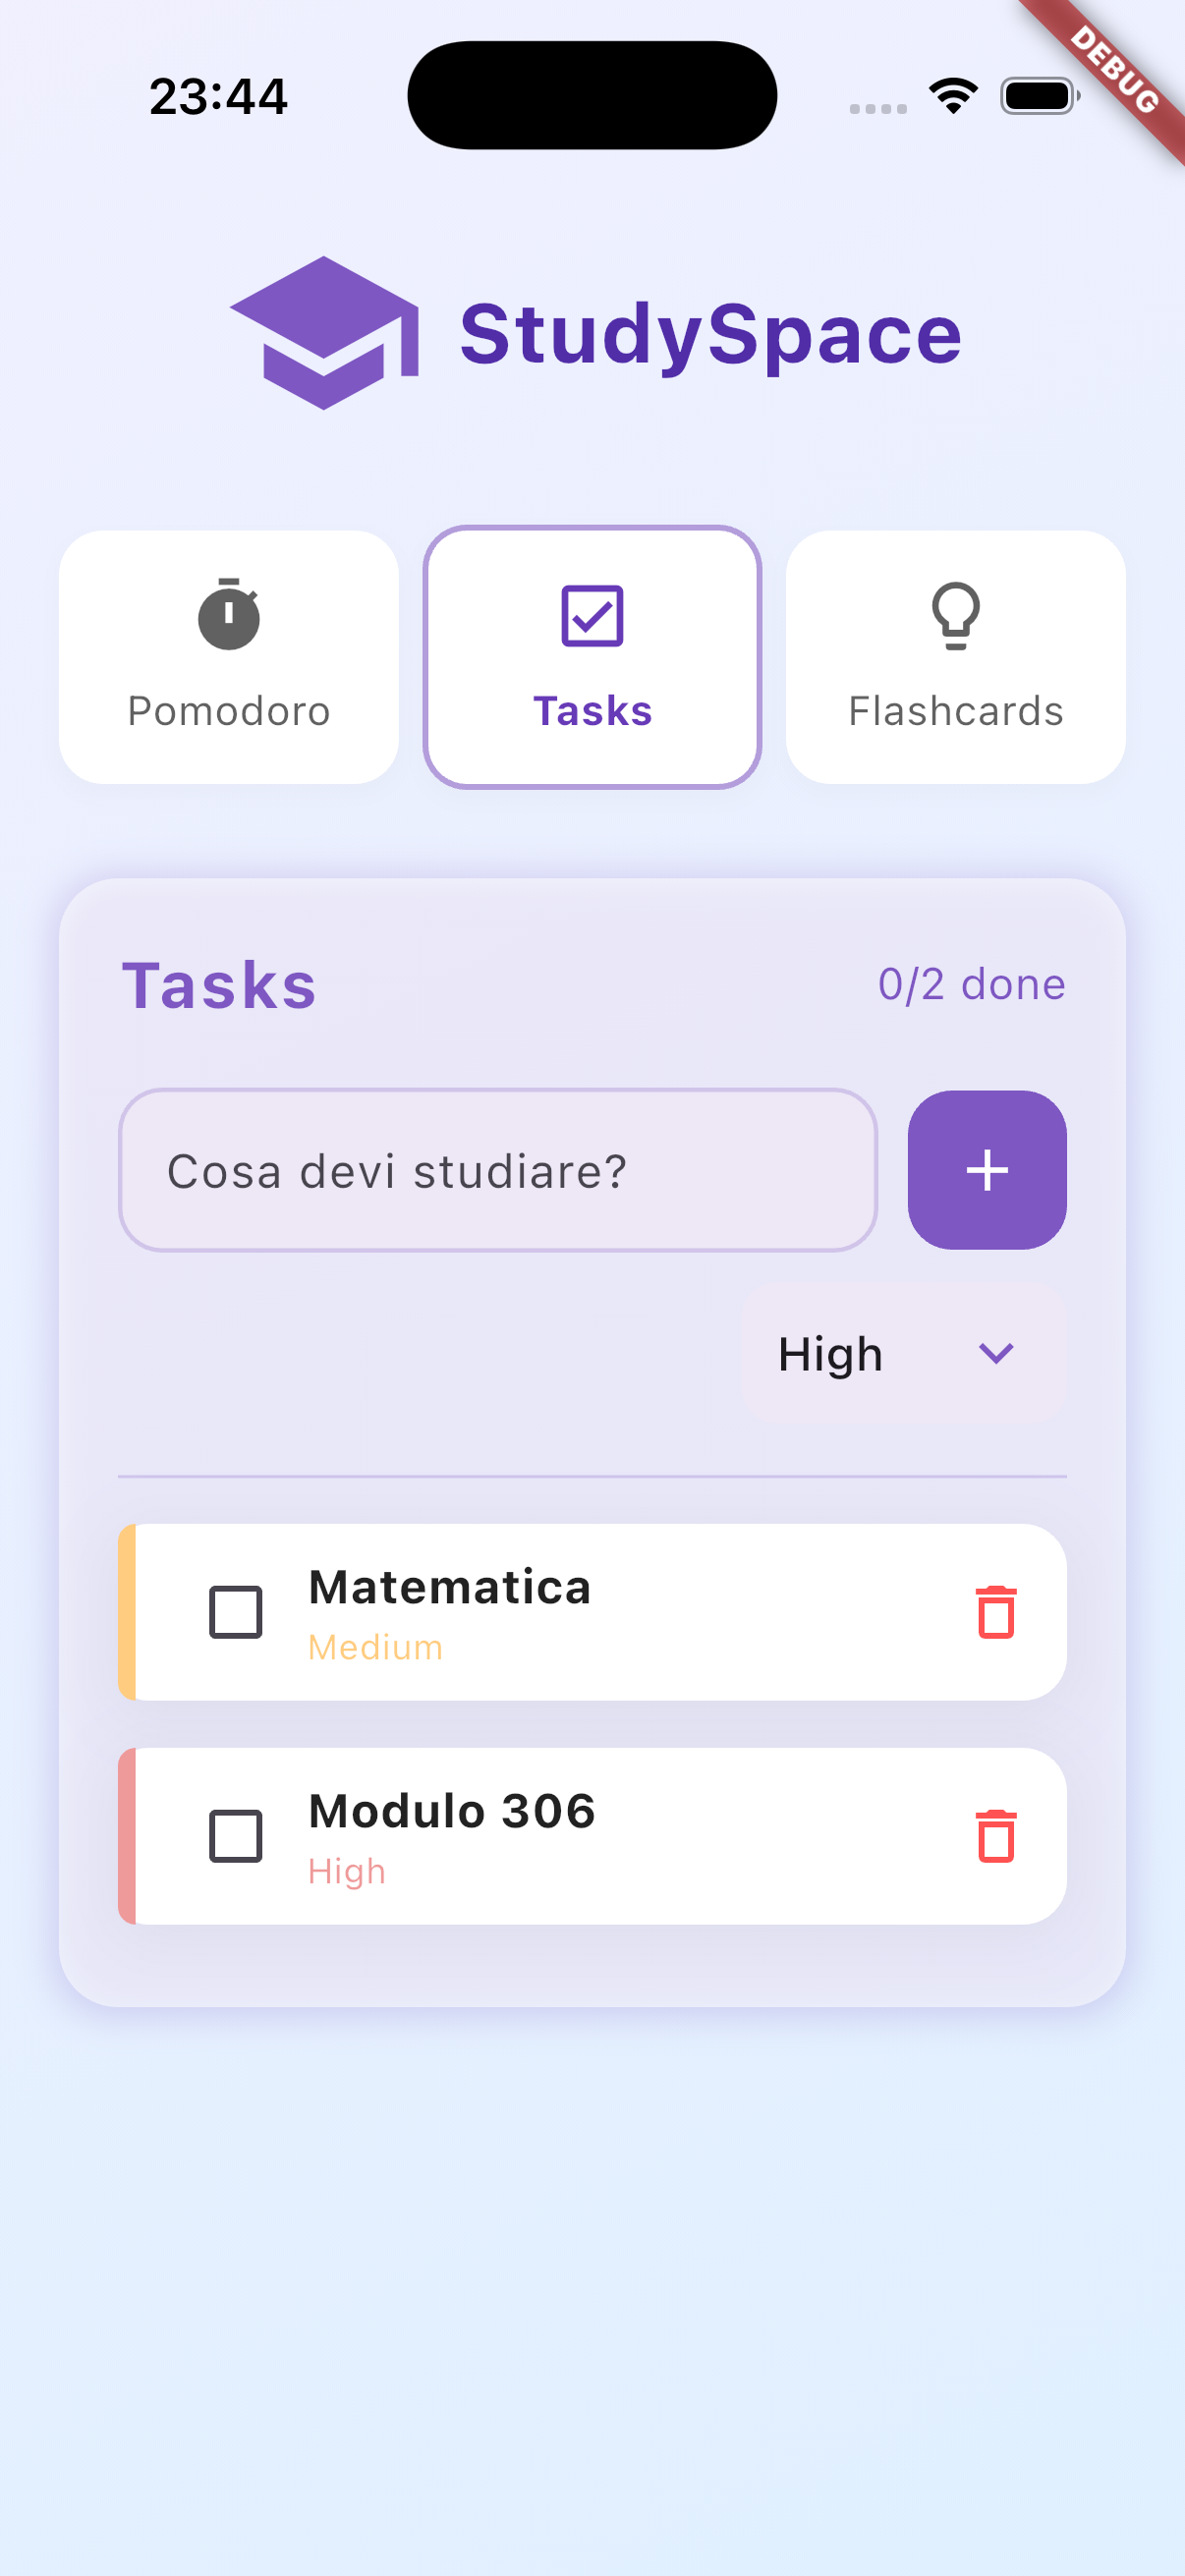 23:44
DEBUG
StudySpace
Pomodoro
Tasks
Flashcards
Tasks
0/2 done
Cosa devi studiare?
+
High
Matematica
Medium
Modulo 306
High